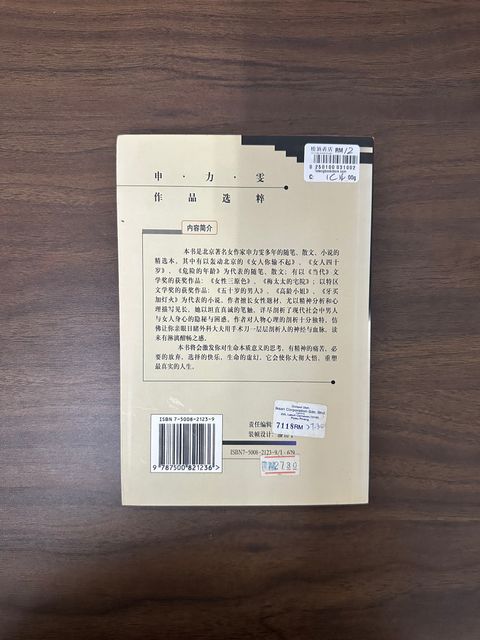 RM 12
申·力·雯
作品选粹
内容简介
本书是北京著名女作家申力雯多年的随笔、散文、小说的
精选本，其中有以轰动北京的《女人你输不起》、《女人四十
岁》、《危险的年龄》为代表的随笔、散文；有以《当代》文
学奖的获奖作品：《女性三原色》、《梅太太的宅院》；以特区
文学奖的获奖作品：《五十岁的男人》、《高龄小姐》、《牙买
加灯火》为代表的小说。作者擅长女性题材，尤以精神分析和心
理描写见长，她以坦直真诚的笔触，详尽剖析了现代社会中男人
与女人身心的隐秘与困惑。作者对人物心理的剖析十分独特，仿
佛让你亲眼目睹外科大夫用手术刀一层层剖析人的神经与血脉，读
来有淋漓酣畅之感。
本书将会激发你对生命本质意义的思考，有精神的痛苦，必
要的放弃，选择的快乐，生命的虚幻，它会使你大彻大悟，重塑
最真实的人生。
ISBN 7-5008-2123-9
9 787500 821236 >
责任编辑
装帧设计：
7118RM
ISBN7-5008-2123-9/I·679